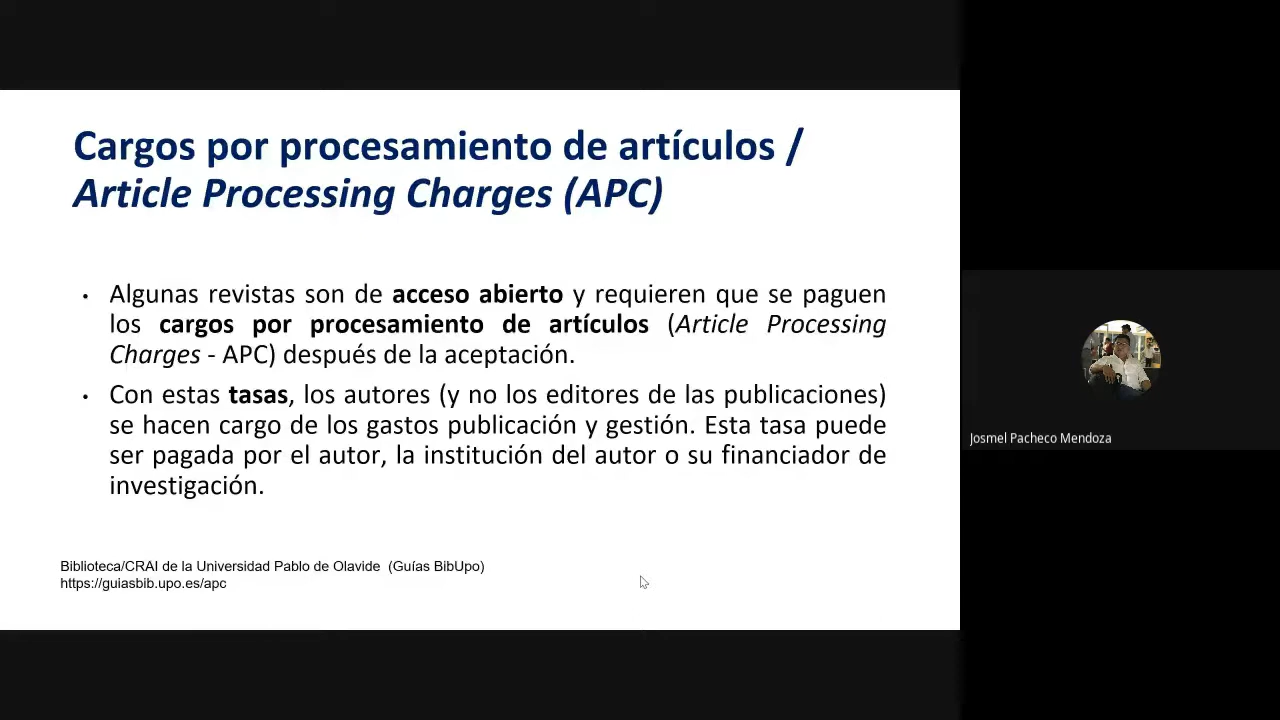 Cargos por procesamiento de artículos /
Article Processing Charges (APC)
• Algunas revistas son de acceso abierto y requieren que se paguen
los cargos por procesamiento de artículos (Article Processing
Charges - APC) después de la aceptación.
• Con estas tasas, los autores (y no los editores de las publicaciones)
se hacen cargo de los gastos publicación y gestión. Esta tasa puede
ser pagada por el autor, la institución del autor o su financiador de
investigación.
Biblioteca/CRAI de la Universidad Pablo de Olavide (Guías BibUpo)
https://guiasbib.upo.es/apc
Josmel Pacheco Mendoza